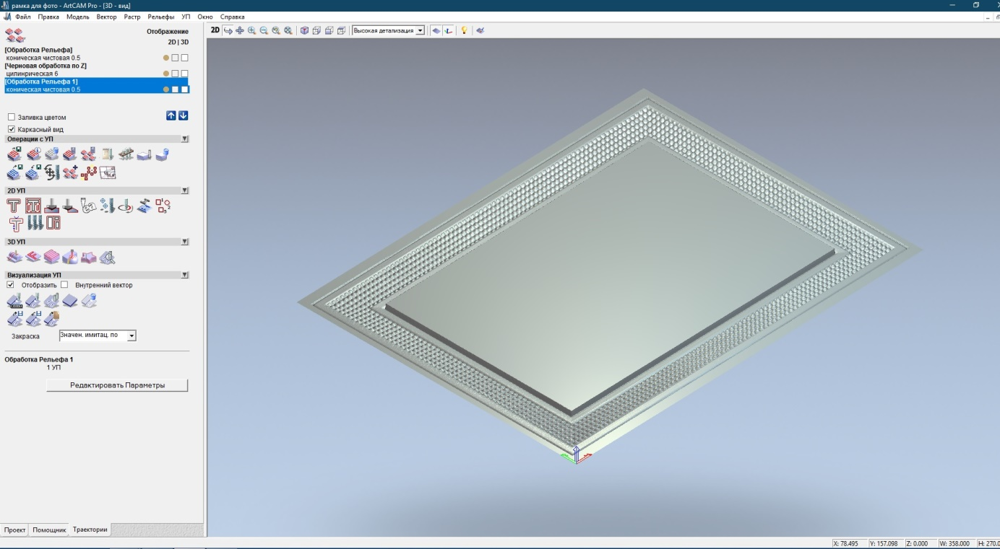 рамка для фото - ArtCAM Pro - [3D - вид]
Файл Правка Модель Вектор Растр Рельефы УП Окно Справка
Отображение
2D | 3D
2D
Высокая детализация
[Обработка Рельефа]
коническая чистовая 0.5
[Черновая обработка по Z]
цилинрическая 6
[Обработка Рельефа 1]
коническая чистовая 0.5
Заливка цветом
Каркасный вид
Операции с УП
2D УП
3D УП
Визуализация УП
Отобразить Внутренний вектор
Закраска Значен. имитац. по
Обработка Рельефа 1
1 УП
Редактировать Параметры
Проект Помощник Траектории
X: 78.495 Y: 157.098 Z: 0.000 W: 358.000 H: 270.0